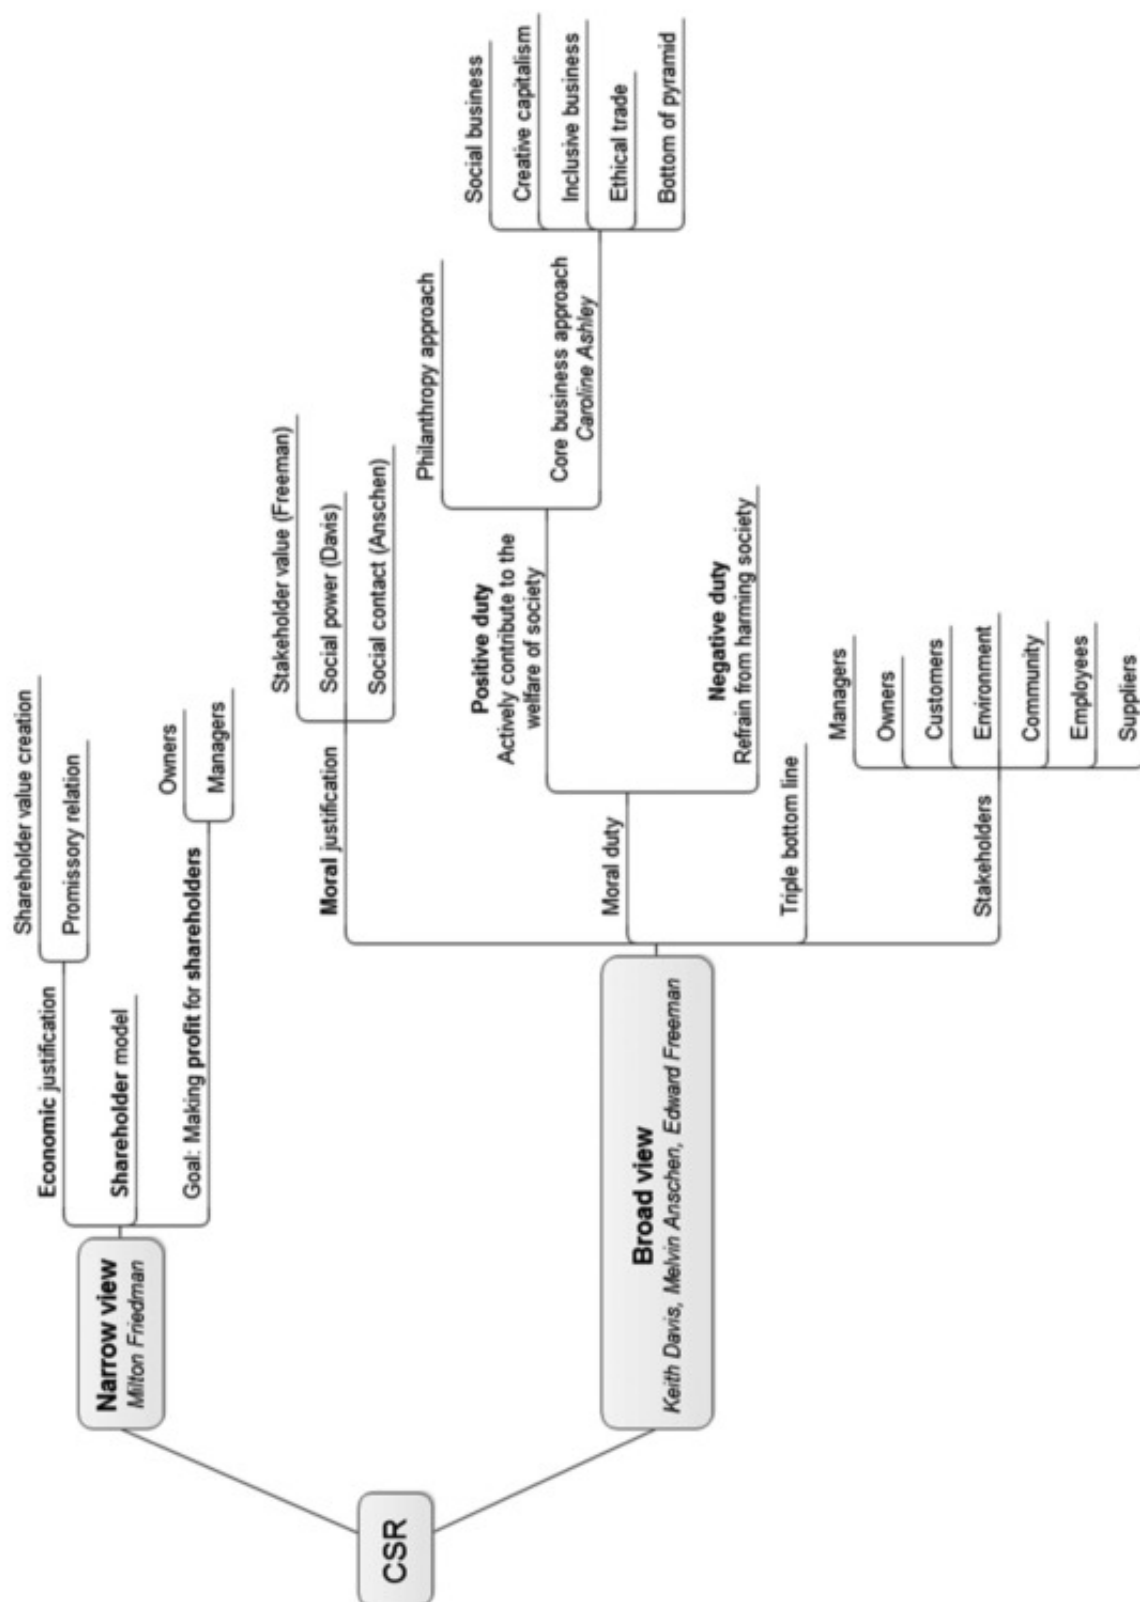 CSR
Narrow view
Milton Friedman
Economic justification
Shareholder value creation
Promissory relation
Shareholder model
Goal: Making profit for shareholders
Owners
Managers
Broad view
Keith Davis, Melvin Anschen, Edward Freeman
Moral justification
Stakeholder value (Freeman)
Social power (Davis)
Social contact (Anschen)
Moral duty
Positive duty
Actively contribute to the
welfare of society
Philanthropy approach
Core business approach
Caroline Ashley
Social business
Creative capitalism
Inclusive business
Ethical trade
Bottom of pyramid
Negative duty
Refrain from harming society
Triple bottom line
Stakeholders
Managers
Owners
Customers
Environment
Community
Employees
Suppliers